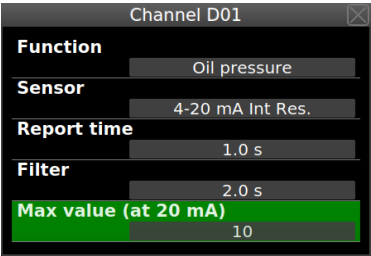 Channel D01
Function
Oil pressure
Sensor
4-20 mA Int Res.
Report time
1.0 s
Filter
2.0 s
Max value (at 20 mA)
10